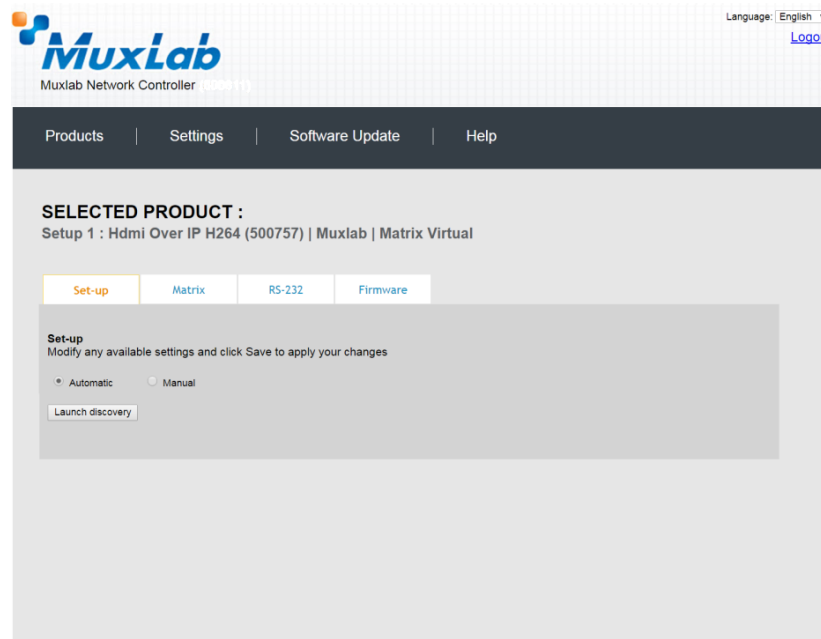 Language: English
Logo
MuxLab
Muxlab Network Controller
Products | Settings | Software Update | Help
SELECTED PRODUCT :
Setup 1 : Hdmi Over IP H264 (500757) | Muxlab | Matrix Virtual
Set-up Matrix RS-232 Firmware
Set-up
Modify any available settings and click Save to apply your changes
Automatic Manual
Launch discovery